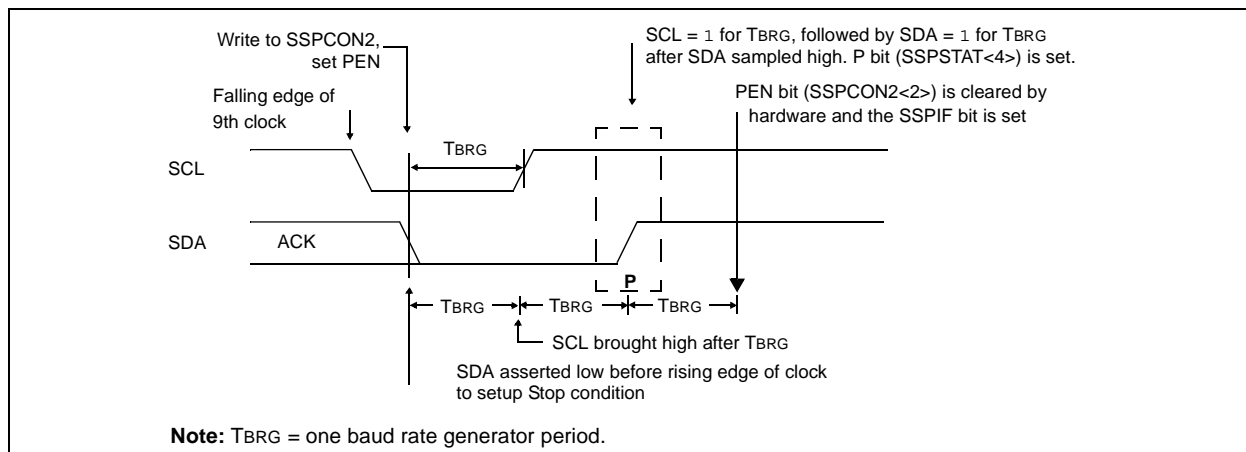 Write to SSPCON2,
set PEN
SCL = 1 for TBRG, followed by SDA = 1 for TBRG
after SDA sampled high. P bit (SSPSTAT<4>) is set.
Falling edge of
9th clock
PEN bit (SSPCON2<2>) is cleared by
hardware and the SSPIF bit is set
TBRG
SCL
SDA
ACK
P
TBRG
TBRG
TBRG
SCL brought high after TBRG
SDA asserted low before rising edge of clock
to setup Stop condition
Note: TBRG = one baud rate generator period.